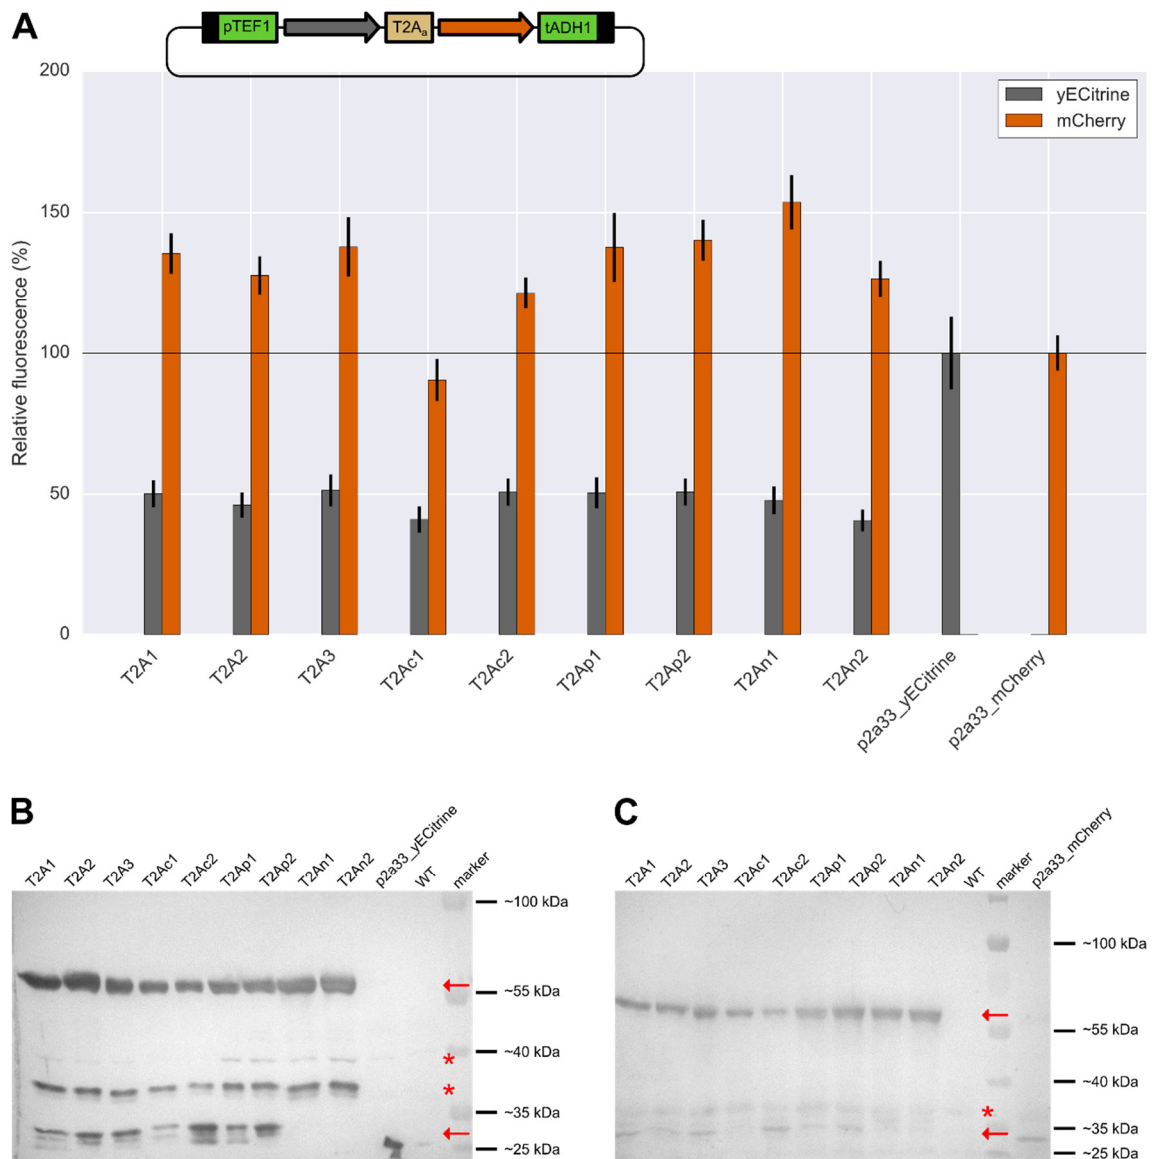 A
pTEF1 T2Aa tADH1
200
yECitrine
mCherry
150
Relative fluorescence (%)
100
50
0
T2A1 T2A2 T2A3 T2Ac1 T2Ac2 T2Ap1 T2Ap2 T2An1 T2An2 p2a33_yECitrine p2a33_mCherry
B
T2A1 T2A2 T2A3 T2Ac1 T2Ac2 T2Ap1 T2Ap2 T2An1 T2An2 p2a33_yECitrine WT marker
~100 kDa
~55 kDa
~40 kDa
*
*
~35 kDa
~25 kDa
C
T2A1 T2A2 T2A3 T2Ac1 T2Ac2 T2Ap1 T2Ap2 T2An1 T2An2 WT marker p2a33_mCherry
~100 kDa
~55 kDa
~40 kDa
*
~35 kDa
~25 kDa